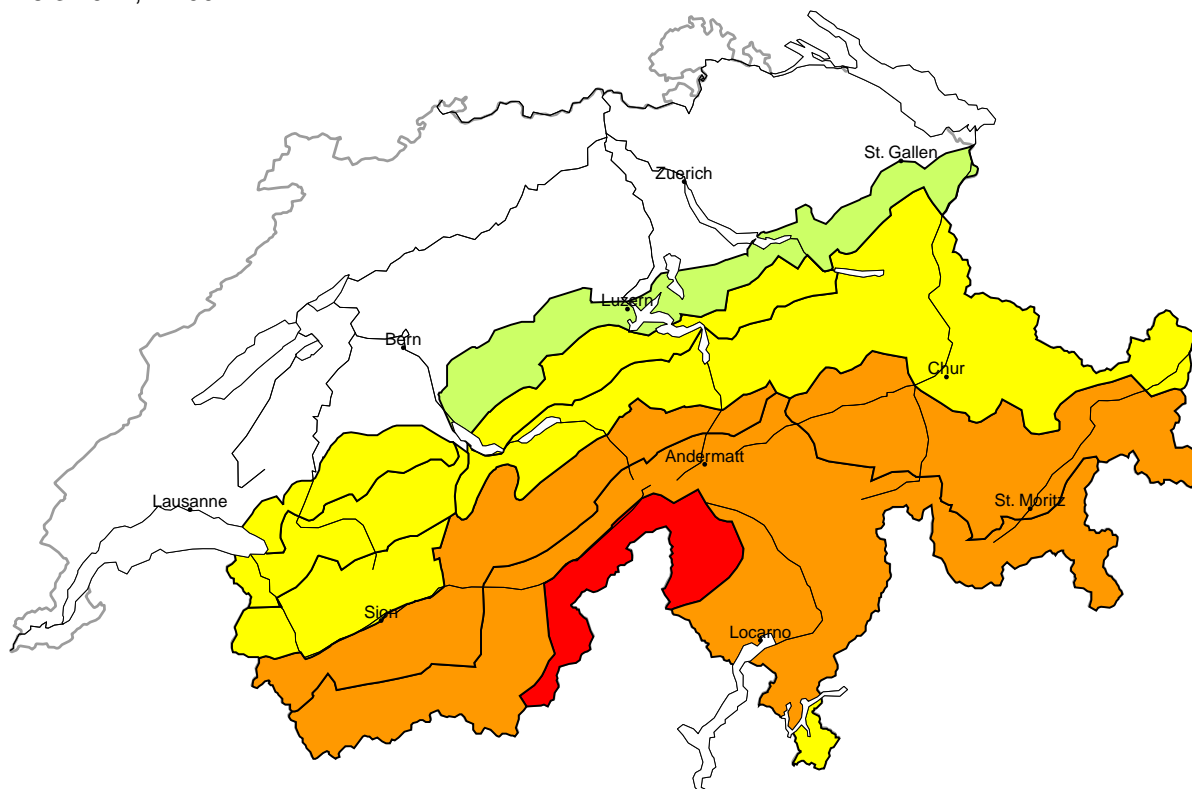 St. Gallen
Zuerich
Luzern
Bern
Chur
Andermatt
Lausanne
St. Moritz
Sion
Locarno